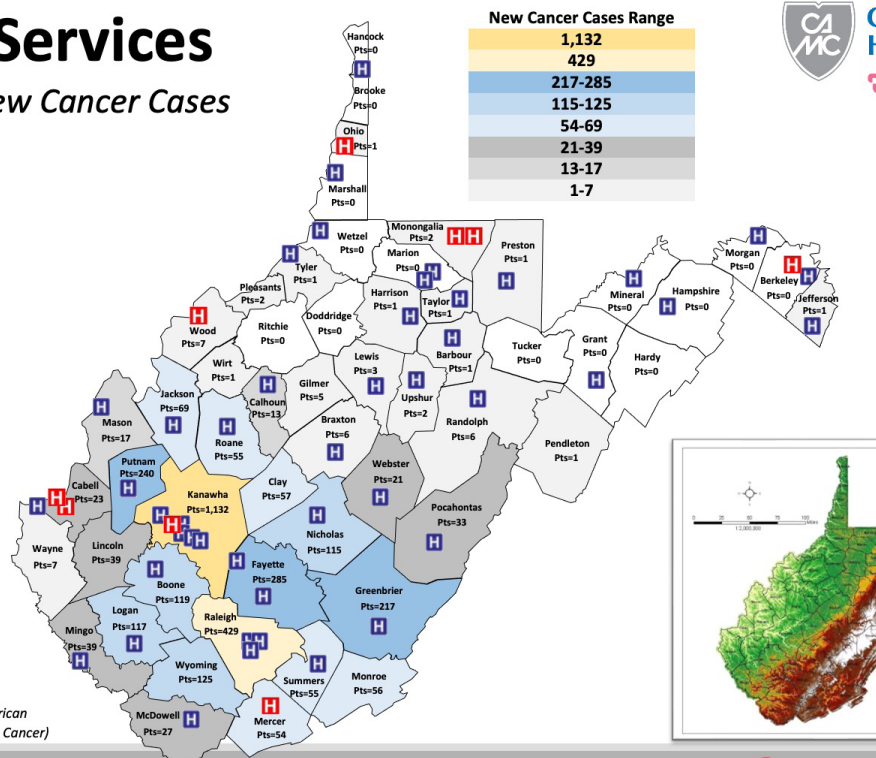 Services
ew Cancer Cases
New Cancer Cases Range
1,132
429
217-285
115-125
54-69
21-39
13-17
1-7
CAMC
Hancock
Pts=0
H
Brooke
Pts=0
Ohio
H Pts=1
H
Marshall
Pts=0
H
Wetzel
Pts=0
Monongalia
Pts=2
H H
Marion
Pts=0
H H
Preston
Pts=1
H
H
Tyler
Pts=1
Pleasants
Pts=2
H
Wood
Pts=7
Ritchie
Pts=0
Doddridge
Pts=0
Harrison
Pts=1
H
Taylor
Pts=1
H
H
Barbour
Pts=1
Tucker
Pts=0
Grant
Pts=0
H
Hardy
Pts=0
H
Mineral
Pts=0
Hampshire
Pts=0
H
H
Morgan
Pts=0
H
Berkeley
Pts=0
H
Jefferson
Pts=1
H
Wirt
Pts=1
H
Calhoun
Pts=13
Gilmer
Pts=5
Lewis
Pts=3
H
H
Upshur
Pts=2
H
Randolph
Pts=6
Pendleton
Pts=1
Jackson
Pts=69
H
H
Roane
Pts=55
Braxton
Pts=6
H
H
Mason
Pts=17
Putnam
Pts=240
H
Kanawha
Pts=1,132
H H H H H H
Clay
Pts=57
Webster
Pts=21
H
Pocahontas
Pts=33
H
H
Nicholas
Pts=115
Cabell
Pts=23
H H H
Wayne
Pts=7
Lincoln
Pts=39
H
Boone
Pts=119
H
Fayette
Pts=285
H
Greenbrier
Pts=217
H
Logan
Pts=117
H
Raleigh
Pts=429
H H H
Mingo
Pts=39
H
Wyoming
Pts=125
H
Summers
Pts=55
Monroe
Pts=56
McDowell
Pts=27
H
H
Mercer
Pts=54
rican
Cancer)